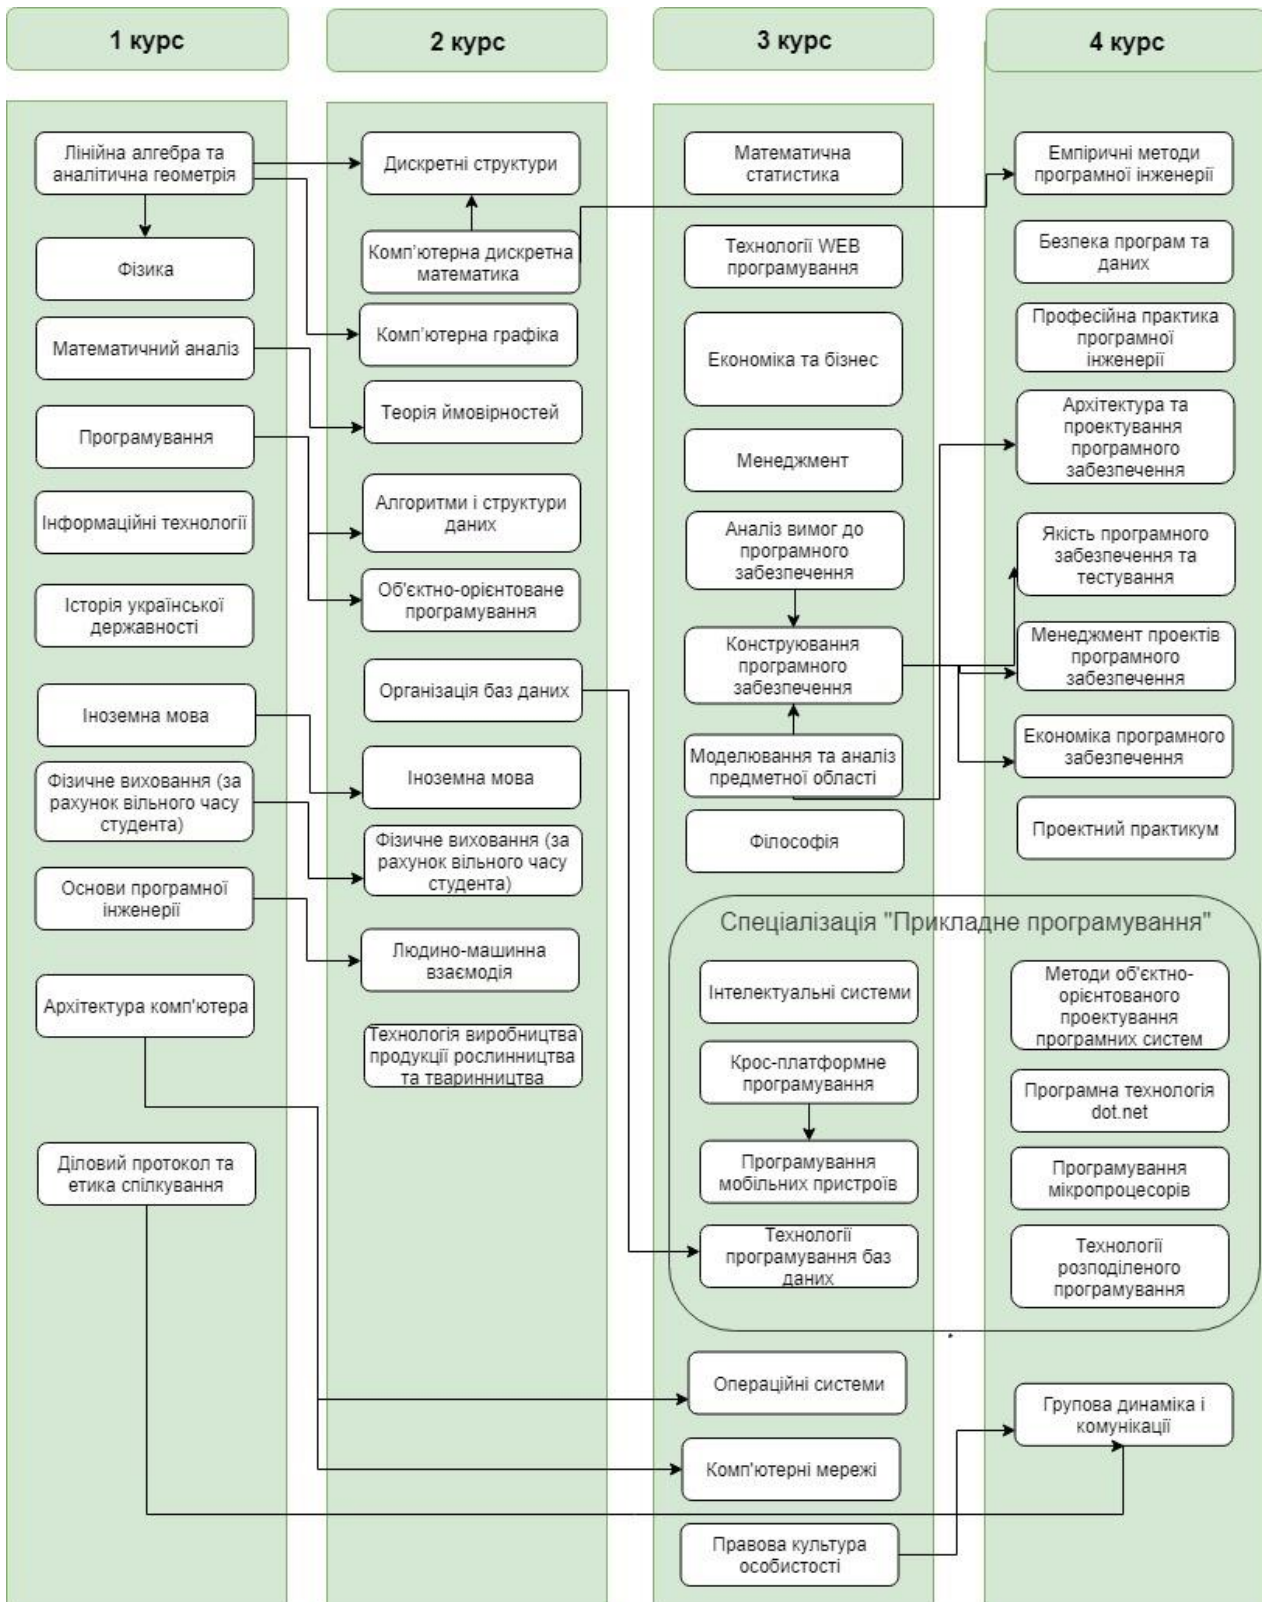 1 курс
2 курс
3 курс
4 курс
Лінійна алгебра та
аналітична геометрія
Фізика
Математичний аналіз
Програмування
Інформаційні технології
Історія української
державності
Іноземна мова
Фізичне виховання (за
рахунок вільного часу
студента)
Основи програмної
інженерії
Архітектура комп'ютера
Діловий протокол та
етика спілкування
Дискретні структури
Комп'ютерна дискретна
математика
Комп'ютерна графіка
Теорія ймовірностей
Алгоритми і структури
даних
Об'єктно-орієнтоване
програмування
Організація баз даних
Іноземна мова
Фізичне виховання (за
рахунок вільного часу
студента)
Людино-машинна
взаємодія
Технологія виробництва
продукції рослинництва
та тваринництва
Математична
статистика
Технології WEB
програмування
Економіка та бізнес
Менеджмент
Аналіз вимог до
програмного
забезпечення
Конструювання
програмного
забезпечення
Моделювання та аналіз
предметної області
Філософія
Емпіричні методи
програмної інженерії
Безпека програм та
даних
Професійна практика
програмної
інженерії
Архітектура та
проектування
програмного
забезпечення
Якість програмного
забезпечення та
тестування
Менеджмент проектів
програмного
забезпечення
Економіка програмного
забезпечення
Проектний практикум
Спеціалізація "Прикладне програмування"
Інтелектуальні системи
Крос-платформне
програмування
Програмування
мобільних пристроїв
Технології
програмування баз
даних
Методи об'єктно-
орієнтованого
проектування
програмних систем
Програмна технологія
dot.net
Програмування
мікропроцесорів
Технології
розподіленого
програмування
Операційні системи
Комп'ютерні мережі
Правова культура
особистості
Групова динаміка і
комунікації